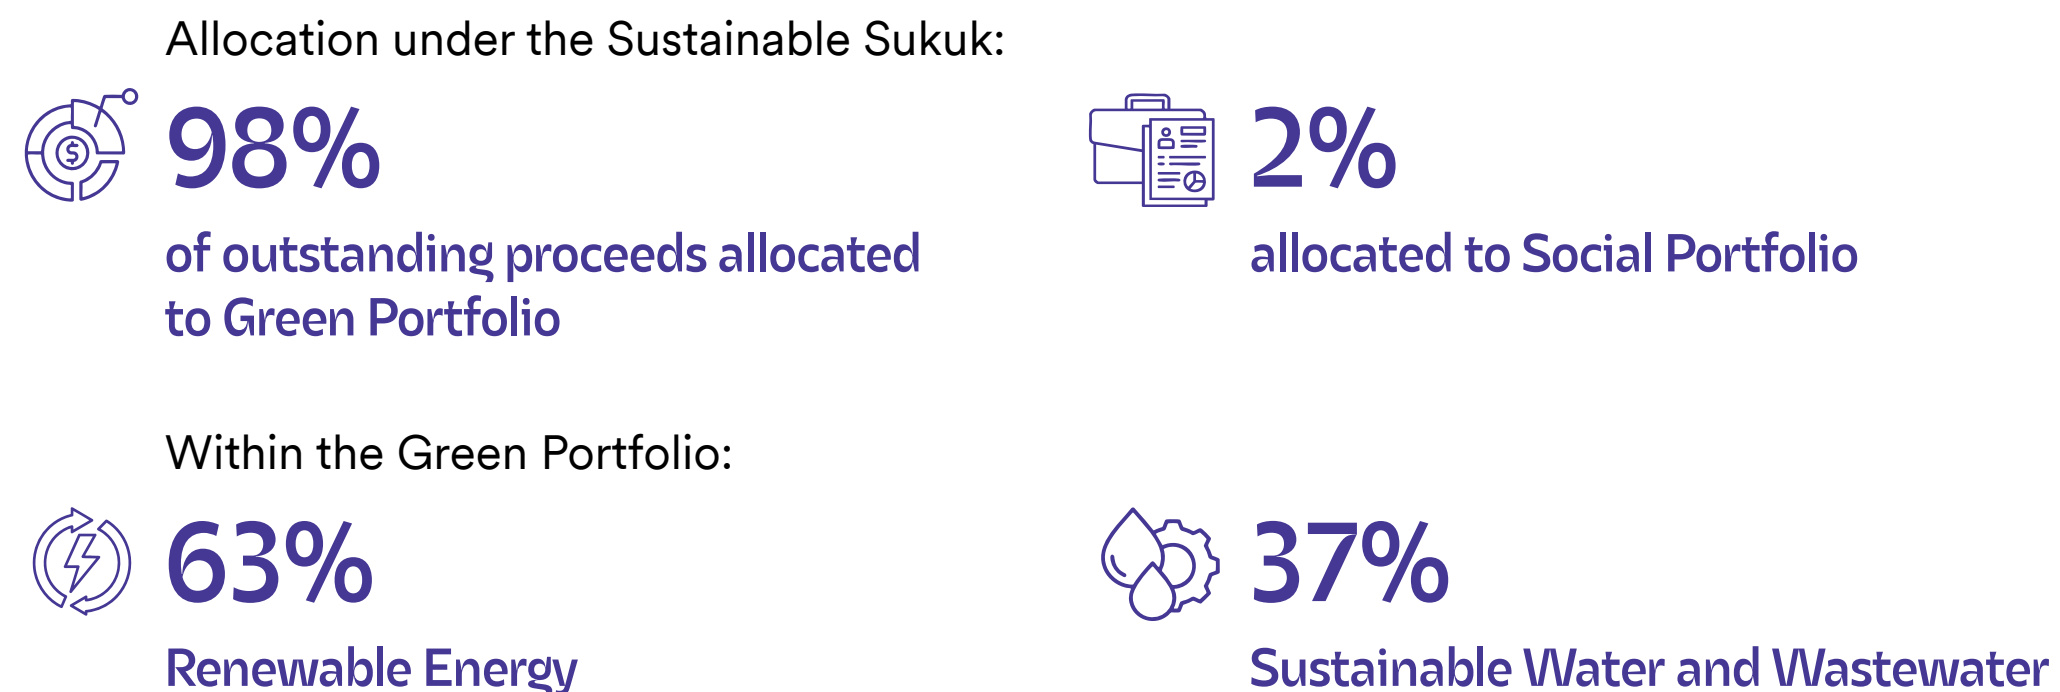 Allocation under the Sustainable Sukuk:
98%
of outstanding proceeds allocated
to Green Portfolio
2%
allocated to Social Portfolio
Within the Green Portfolio:
63%
Renewable Energy
37%
Sustainable Water and Wastewater